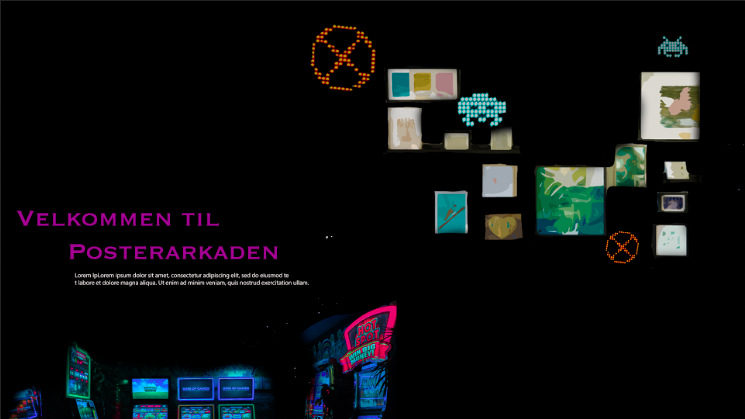 Velkommen til
Posterarkaden
Lorem IpLorem ipsum dolor sit amet, consectetur adipiscing elit, sed do eiusmod te
t labore et dolore magna aliqua. Ut enim ad minim veniam, quis nostrud exercitation ullam.